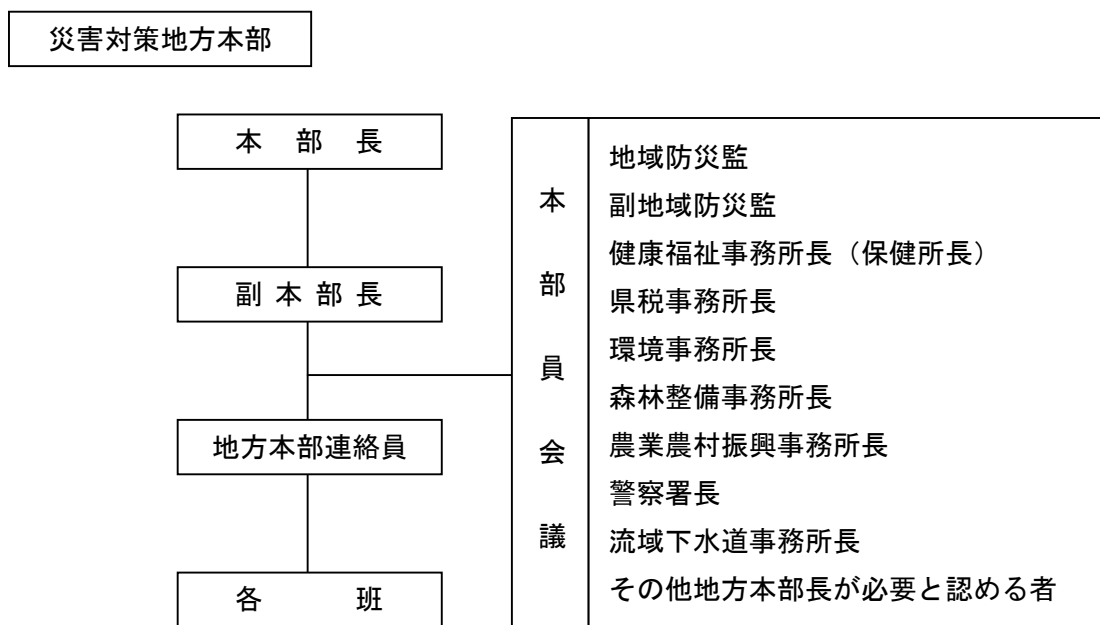 災害対策地方本部
本部長
副本部長
地方本部連絡員
各班
本部員会議
地域防災監
副地域防災監
健康福祉事務所長（保健所長）
県税事務所長
環境事務所長
森林整備事務所長
農業農村振興事務所長
警察署長
流域下水道事務所長
その他地方本部長が必要と認める者